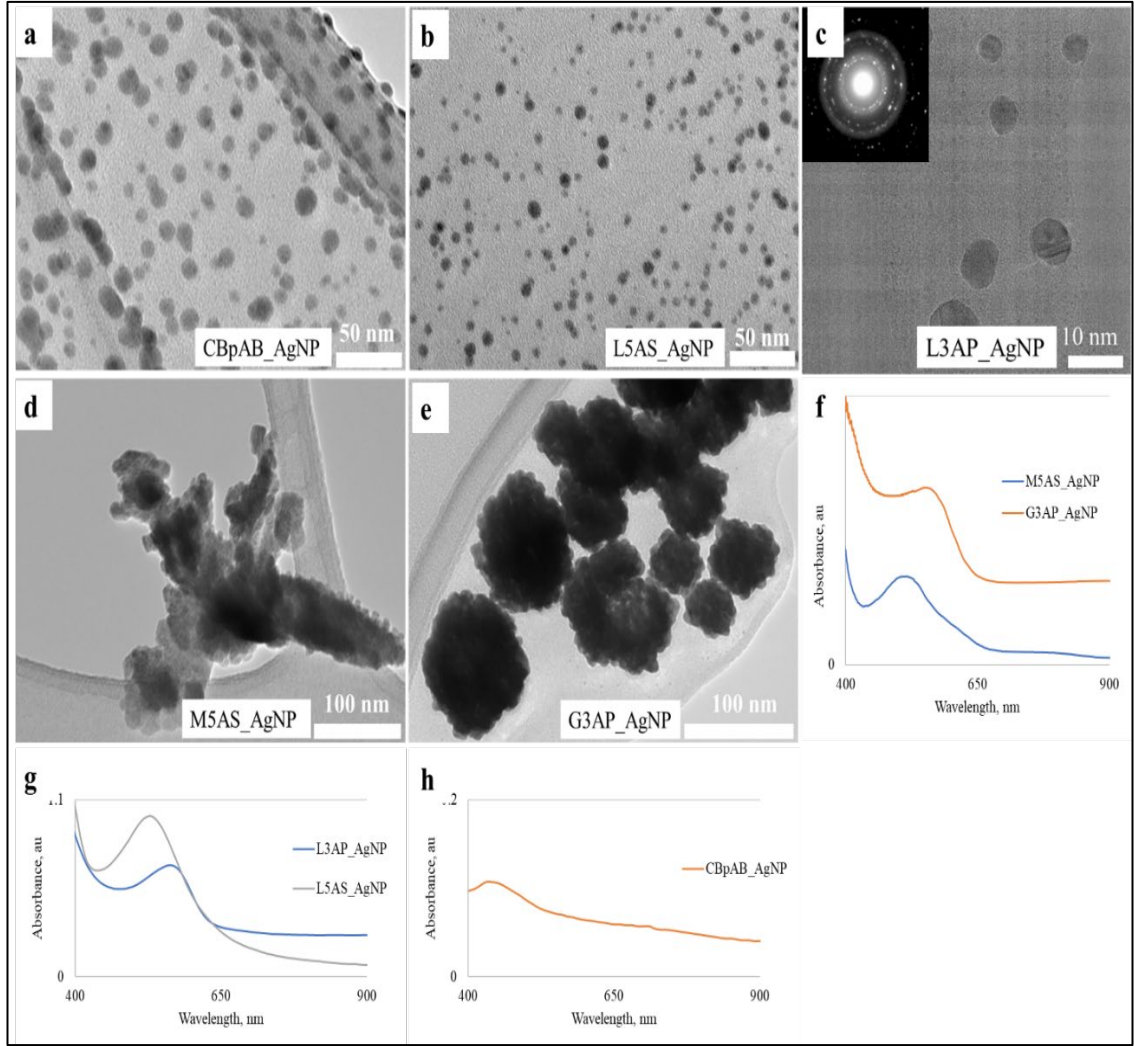 a
CBpAB_AgNP
50 nm
b
L5AS_AgNP
50 nm
c
L3AP_AgNP
10 nm
d
M5AS_AgNP
100 nm
e
G3AP_AgNP
100 nm
f
Absorbance, au
M5AS_AgNP
G3AP_AgNP
0
400 650 900
Wavelength, nm
g
Absorbance, au
L3AP_AgNP
L5AS_AgNP
0
400 650 900
Wavelength, nm
h
Absorbance, au
CBpAB_AgNP
0
400 650 900
Wavelength, nm